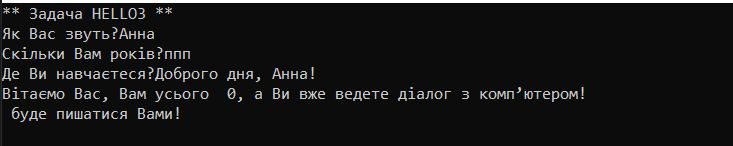 ** Задача HELLO3 **
Як Вас звуть?Анна
Скільки Вам років?ппп
Де Ви навчаєтеся?Доброго дня, Анна!
Вітаємо Вас, Вам усього  0, а Ви вже ведете діалог з комп’ютером!
 буде пишатися Вами!